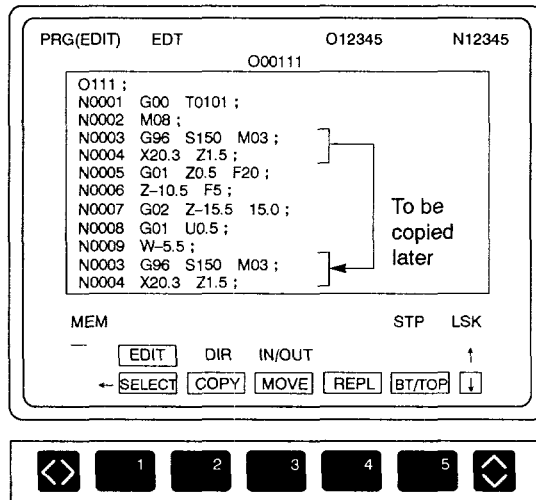 PRG(EDIT) EDT O12345 N12345
O00111
O111 ;
N0001 G00 T0101 ;
N0002 M08 ;
N0003 G96 S150 M03 ;
N0004 X20.3 Z1.5 ;
N0005 G01 Z0.5 F20 ;
N0006 Z–10.5 F5 ;
N0007 G02 Z–15.5 15.0 ;
N0008 G01 U0.5 ;
N0009 W–5.5 ;
N0003 G96 S150 M03 ;
N0004 X20.3 Z1.5 ;
To be
copied
later
MEM STP LSK
EDIT DIR IN/OUT ↑
← SELECT COPY MOVE REPL BT/TOP ↓
1 2 3 4 5